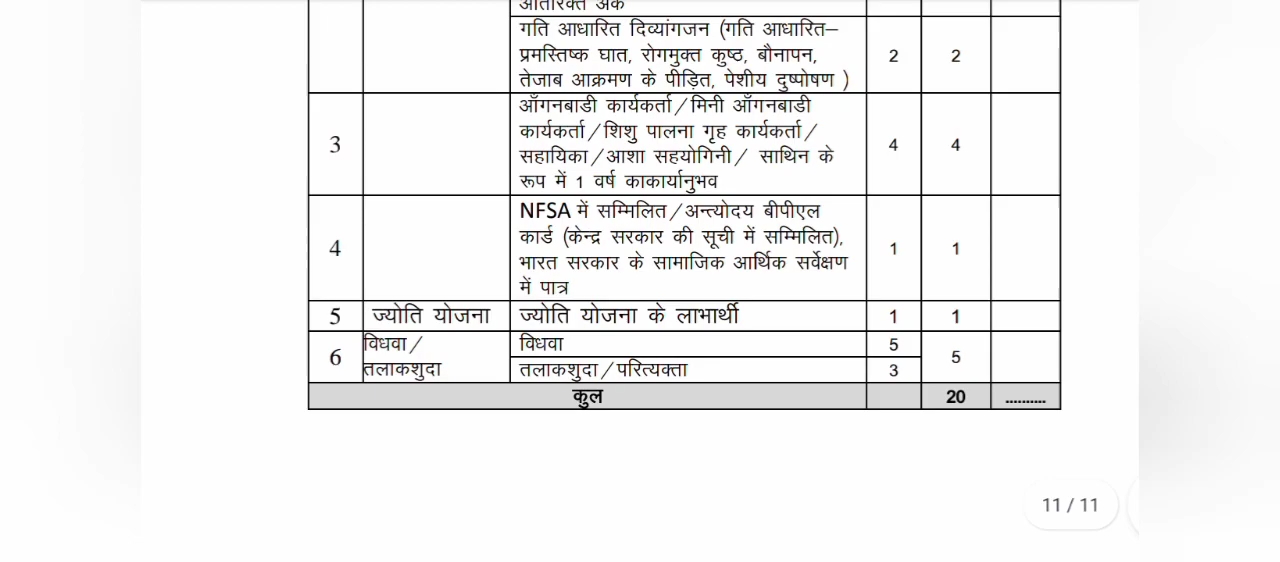 अतिरिक्त अंक
गति आधारित दिव्यांगजन (गति आधारित–
प्रमस्तिष्क घात, रोगमुक्त कुष्ठ, बौनापन,
तेजाब आक्रमण के पीड़ित, पेशीय दुष्पोषण )
2
2
3
आँगनबाडी कार्यकर्ता/मिनी आँगनबाडी
कार्यकर्ता/शिशु पालना गृह कार्यकर्ता/
सहायिका/आशा सहयोगिनी/ साथिन के
रूप में 1 वर्ष काकार्यानुभव
4
4
4
NFSA में सम्मिलित/अन्त्योदय बीपीएल
कार्ड (केन्द्र सरकार की सूची में सम्मिलित),
भारत सरकार के सामाजिक आर्थिक सर्वेक्षण
में पात्र
1
1
5
ज्योति योजना
ज्योति योजना के लाभार्थी
1
1
6
विधवा/
तलाकशुदा
विधवा
5
तलाकशुदा/परित्यक्ता
3
5
कुल
20
..........
11 / 11